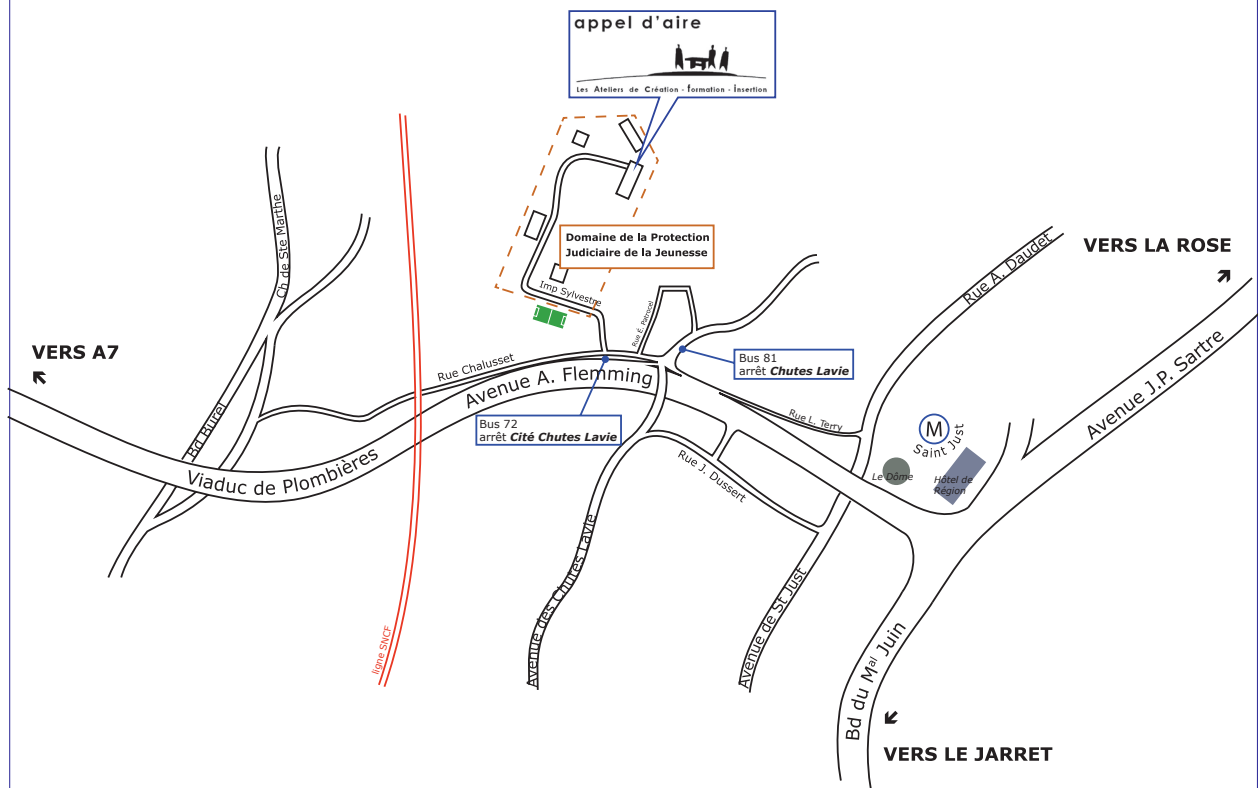 appel d'aire
Les Ateliers de Création - formation - Insertion
Domaine de la Protection
Judiciaire de la Jeunesse
Ch de Ste Marthe
Imp Sylvestre
Rue É. Patrocel
VERS LA ROSE
Rue A. Daudet
VERS A7
Rue Chalusset
Avenue A. Flemming
Bus 81
arrêt Chutes Lavie
Avenue J.P. Sartre
Bus 72
arrêt Cité Chutes Lavie
Rue L. Terry
M
Saint Just
Bd Burel
Viaduc de Plombières
Rue J. Dussert
Le Dôme
Hôtel de
Région
Avenue des Chutes Lavie
Avenue de St Just
ligne SNCF
Bd du Mal Juin
VERS LE JARRET